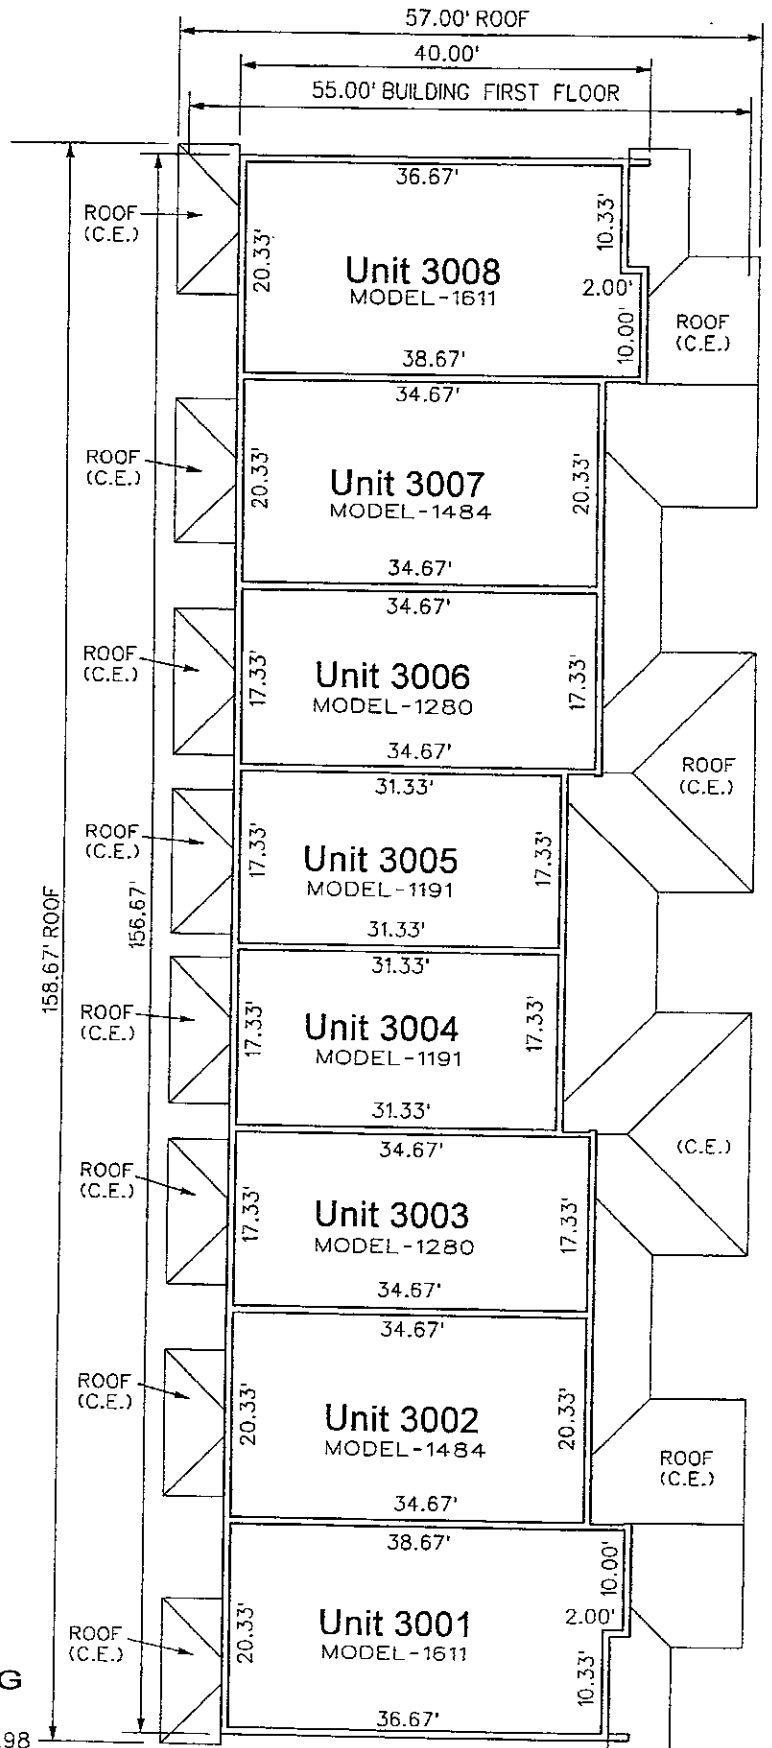 57.00' ROOF
40.00'
55.00' BUILDING FIRST FLOOR
36.67'
ROOF
(C.E.)
20.33'
10.33'
Unit 3008
MODEL-1611
2.00'
10.00'
ROOF
(C.E.)
38.67'
34.67'
ROOF
(C.E.)
20.33'
Unit 3007
MODEL-1484
20.33'
34.67'
34.67'
ROOF
(C.E.)
17.33'
Unit 3006
MODEL-1280
17.33'
34.67'
ROOF
(C.E.)
31.33'
ROOF
(C.E.)
17.33'
Unit 3005
MODEL-1191
17.33'
31.33'
158.67' ROOF
156.67'
31.33'
ROOF
(C.E.)
17.33'
Unit 3004
MODEL-1191
17.33'
31.33'
34.67'
(C.E.)
ROOF
(C.E.)
17.33'
Unit 3003
MODEL-1280
17.33'
34.67'
34.67'
ROOF
(C.E.)
20.33'
Unit 3002
MODEL-1484
20.33'
ROOF
(C.E.)
34.67'
38.67'
ROOF
(C.E.)
20.33'
Unit 3001
MODEL-1611
10.00'
2.00'
10.33'
36.67'
G
.98